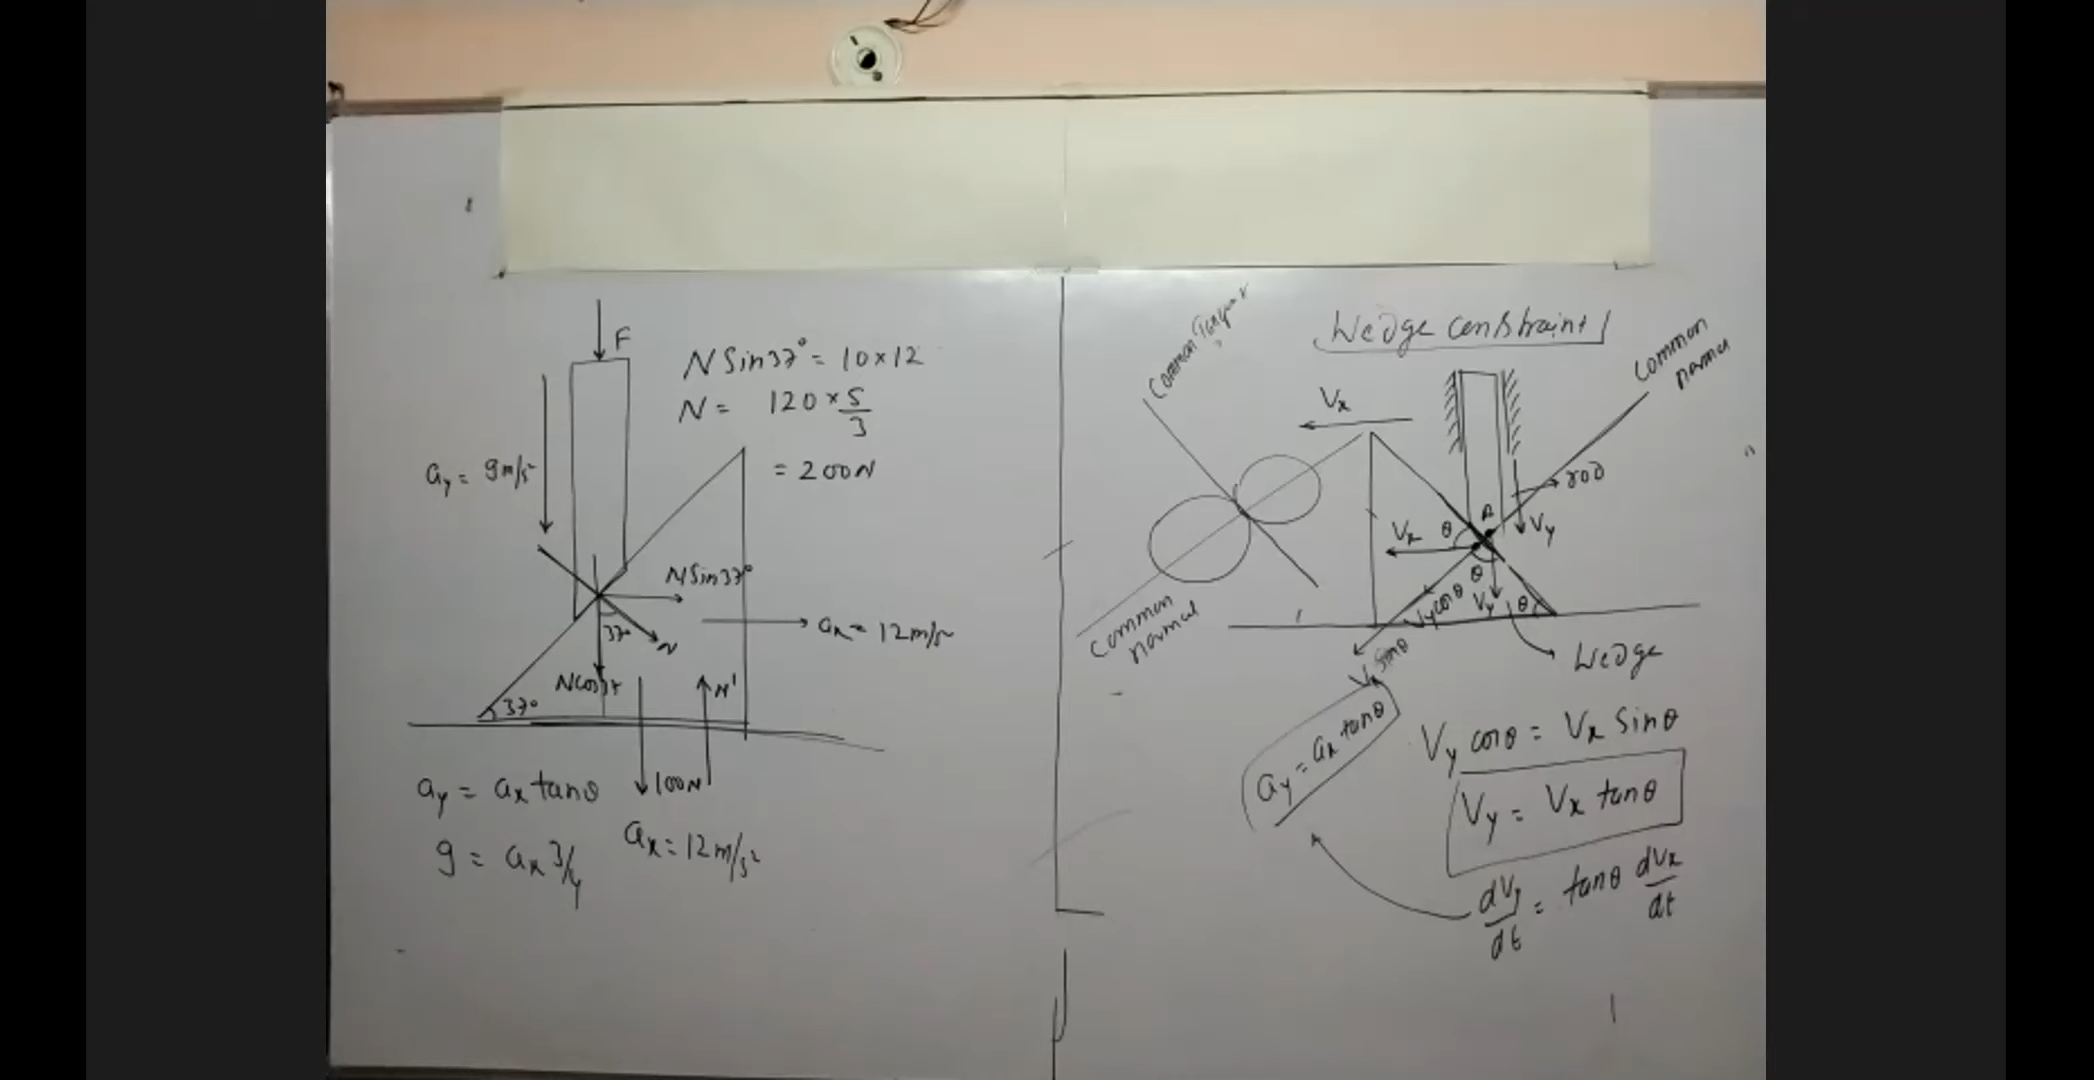 F
N Sin37° = 10×12
N = 120 × 5/3
= 200N
ay = 9m/s²
N Sin37°
37°
N
ax = 12m/s²
Ncos37
N'
37°
100N
ay = ax tanθ
9 = ax 3/4
ax = 12m/s²
Wedge constraint
Common
Common
Vx
rod
A
Vx
θ
Vy
θ
Vy cosθ
Vy
θ
Common
normal
Vx Sinθ
Wedge
ay = ax tanθ
Vy cosθ = Vx Sinθ
Vy = Vx tanθ
dVy/dt = tanθ dVx/dt